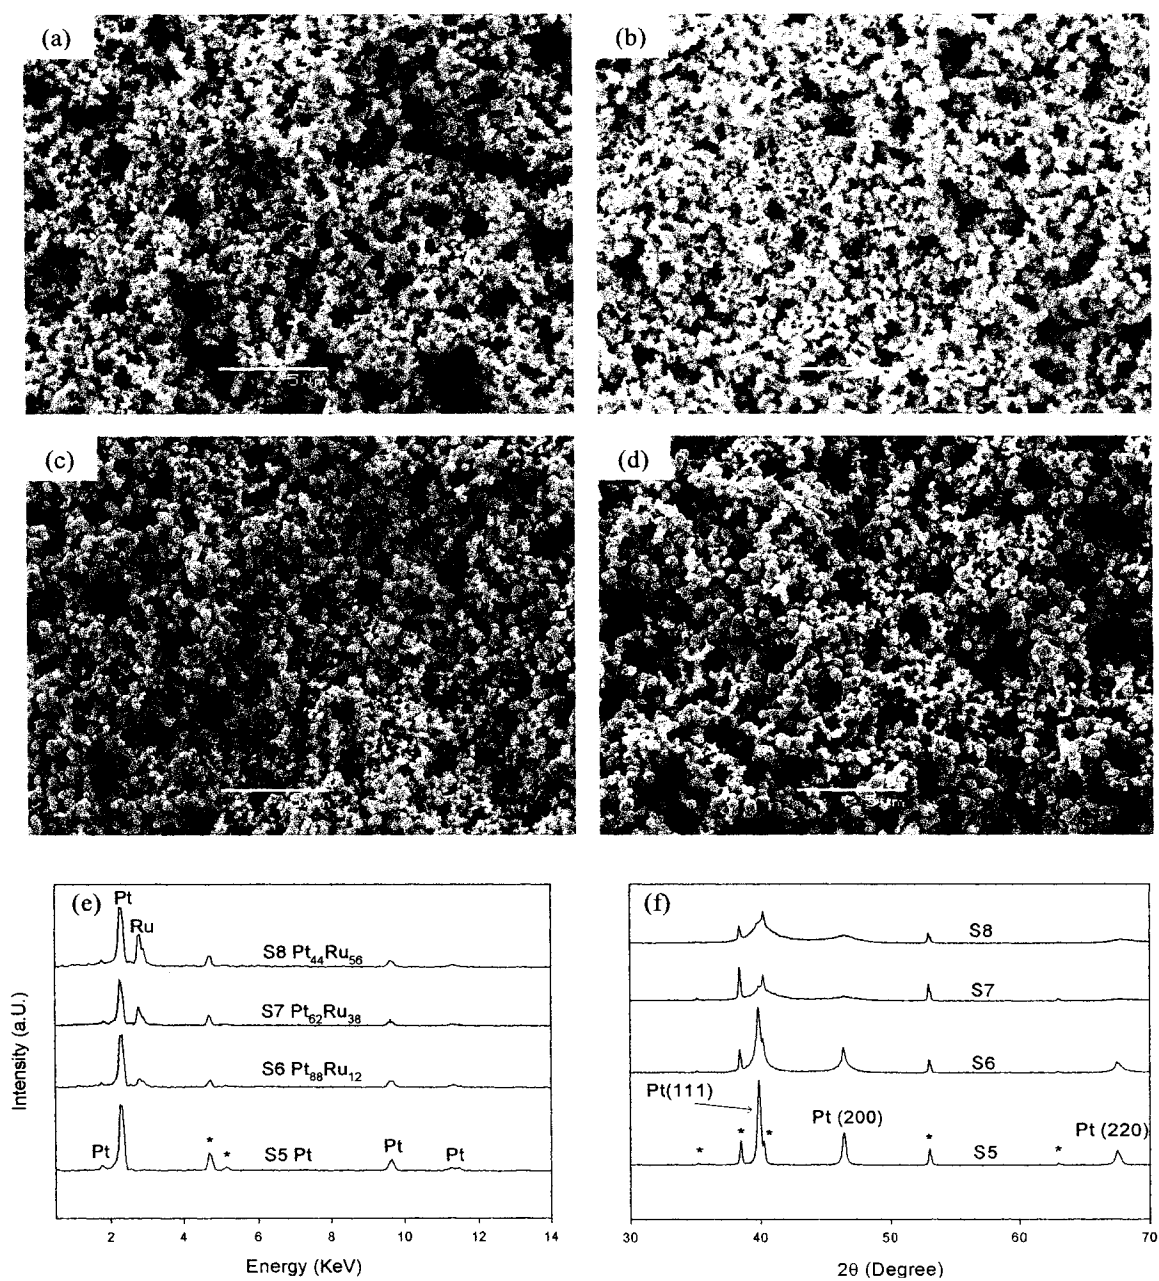 (a)
(b)
(c)
(d)
(e)
Pt
Ru
S8 Pt44Ru56
S7 Pt62Ru38
S6 Pt88Ru12
Pt
*
*
S5 Pt
Pt
Pt
Intensity (a.U.)
2
4
6
8
10
12
14
Energy (KeV)
(f)
S8
S7
S6
Pt(111)
Pt (200)
Pt (220)
*
*
*
*
*
S5
30
40
50
60
70
2θ (Degree)